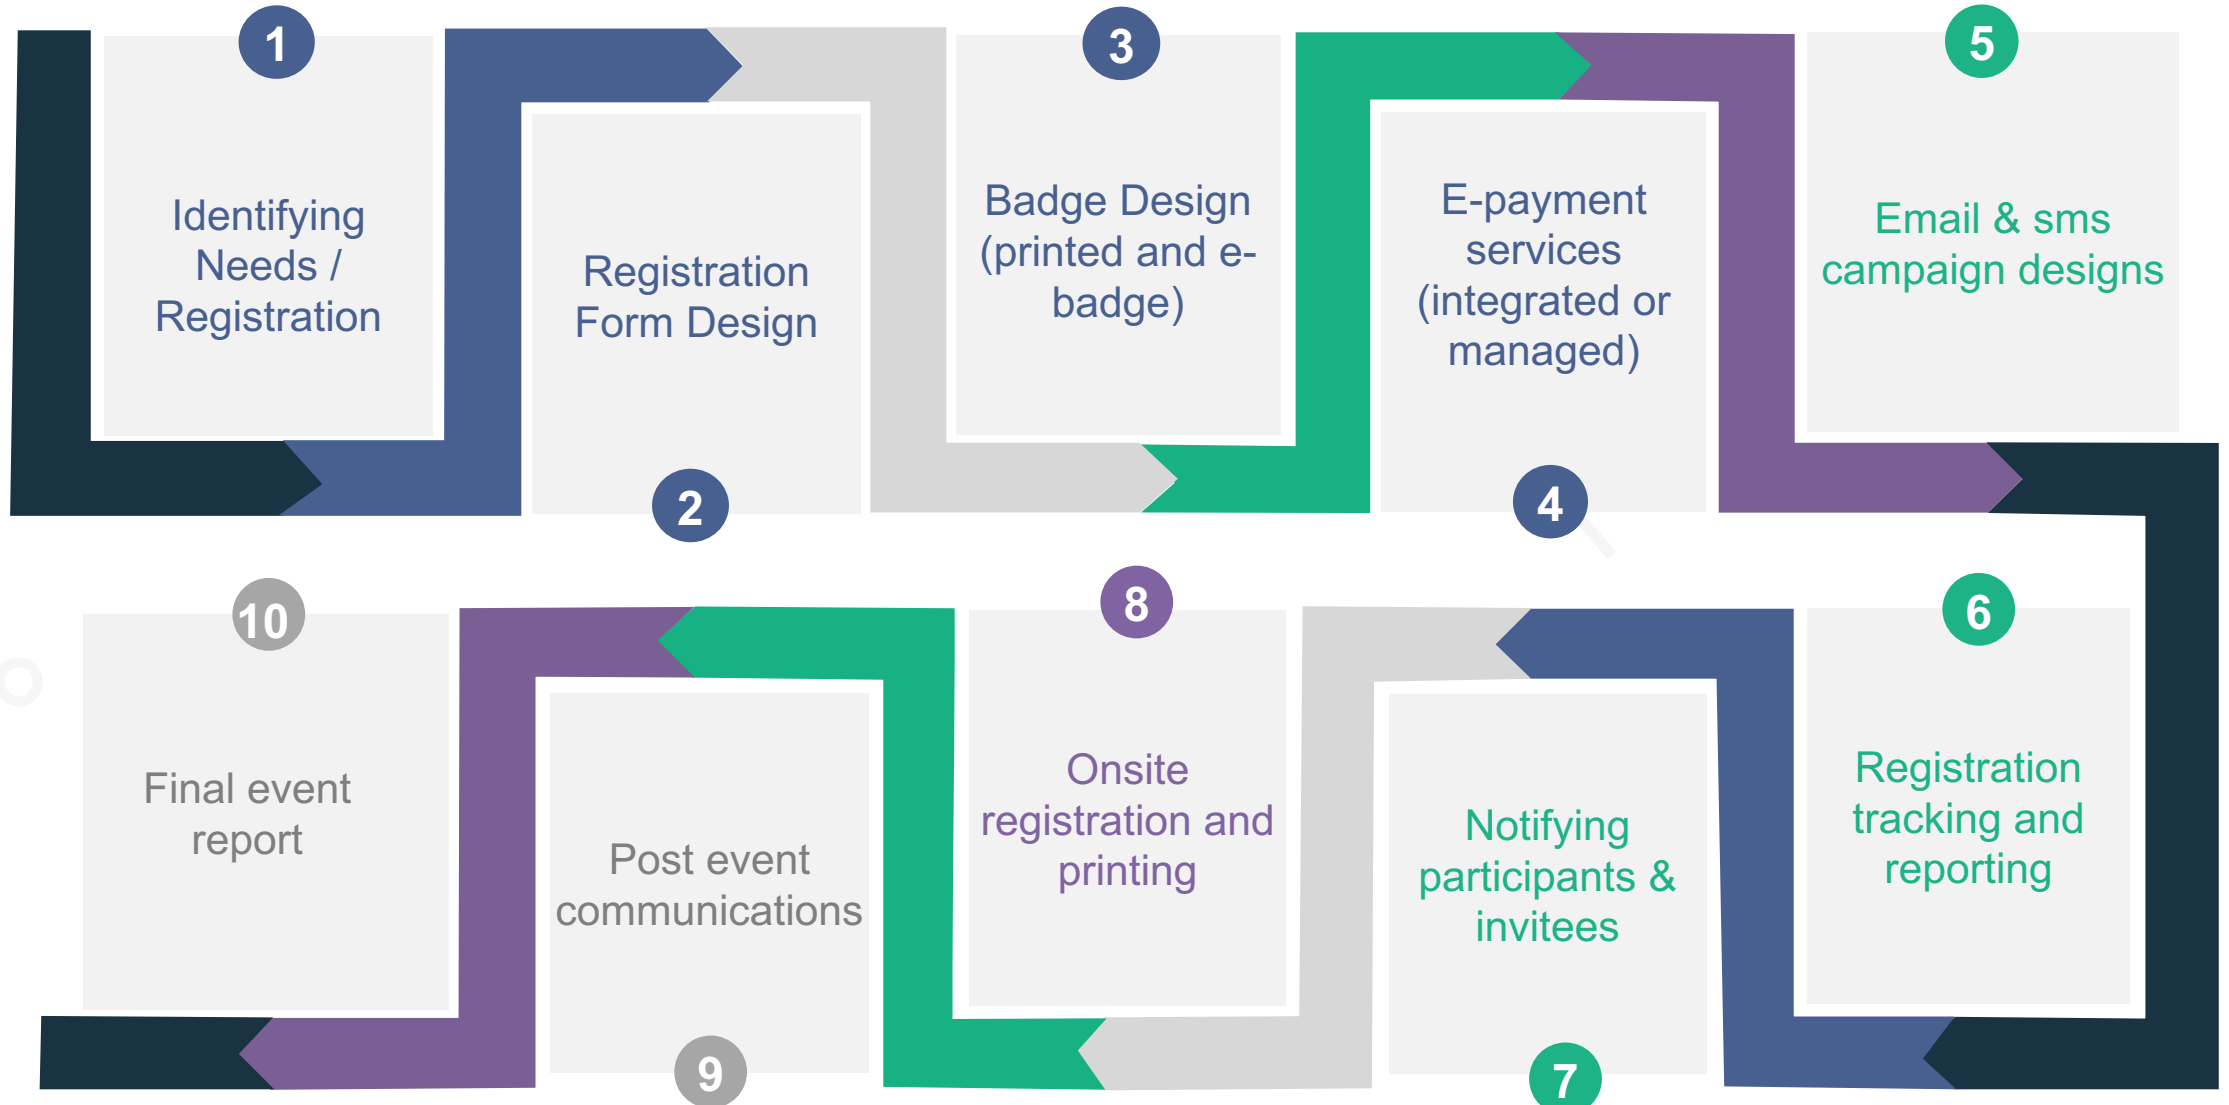 1
Identifying
Needs /
Registration
2
Registration
Form Design
3
Badge Design
(printed and e-
badge)
4
E-payment
services
(integrated or
managed)
5
Email & sms
campaign designs
6
Registration
tracking and
reporting
7
Notifying
participants &
invitees
8
Onsite
registration and
printing
9
Post event
communications
10
Final event
report